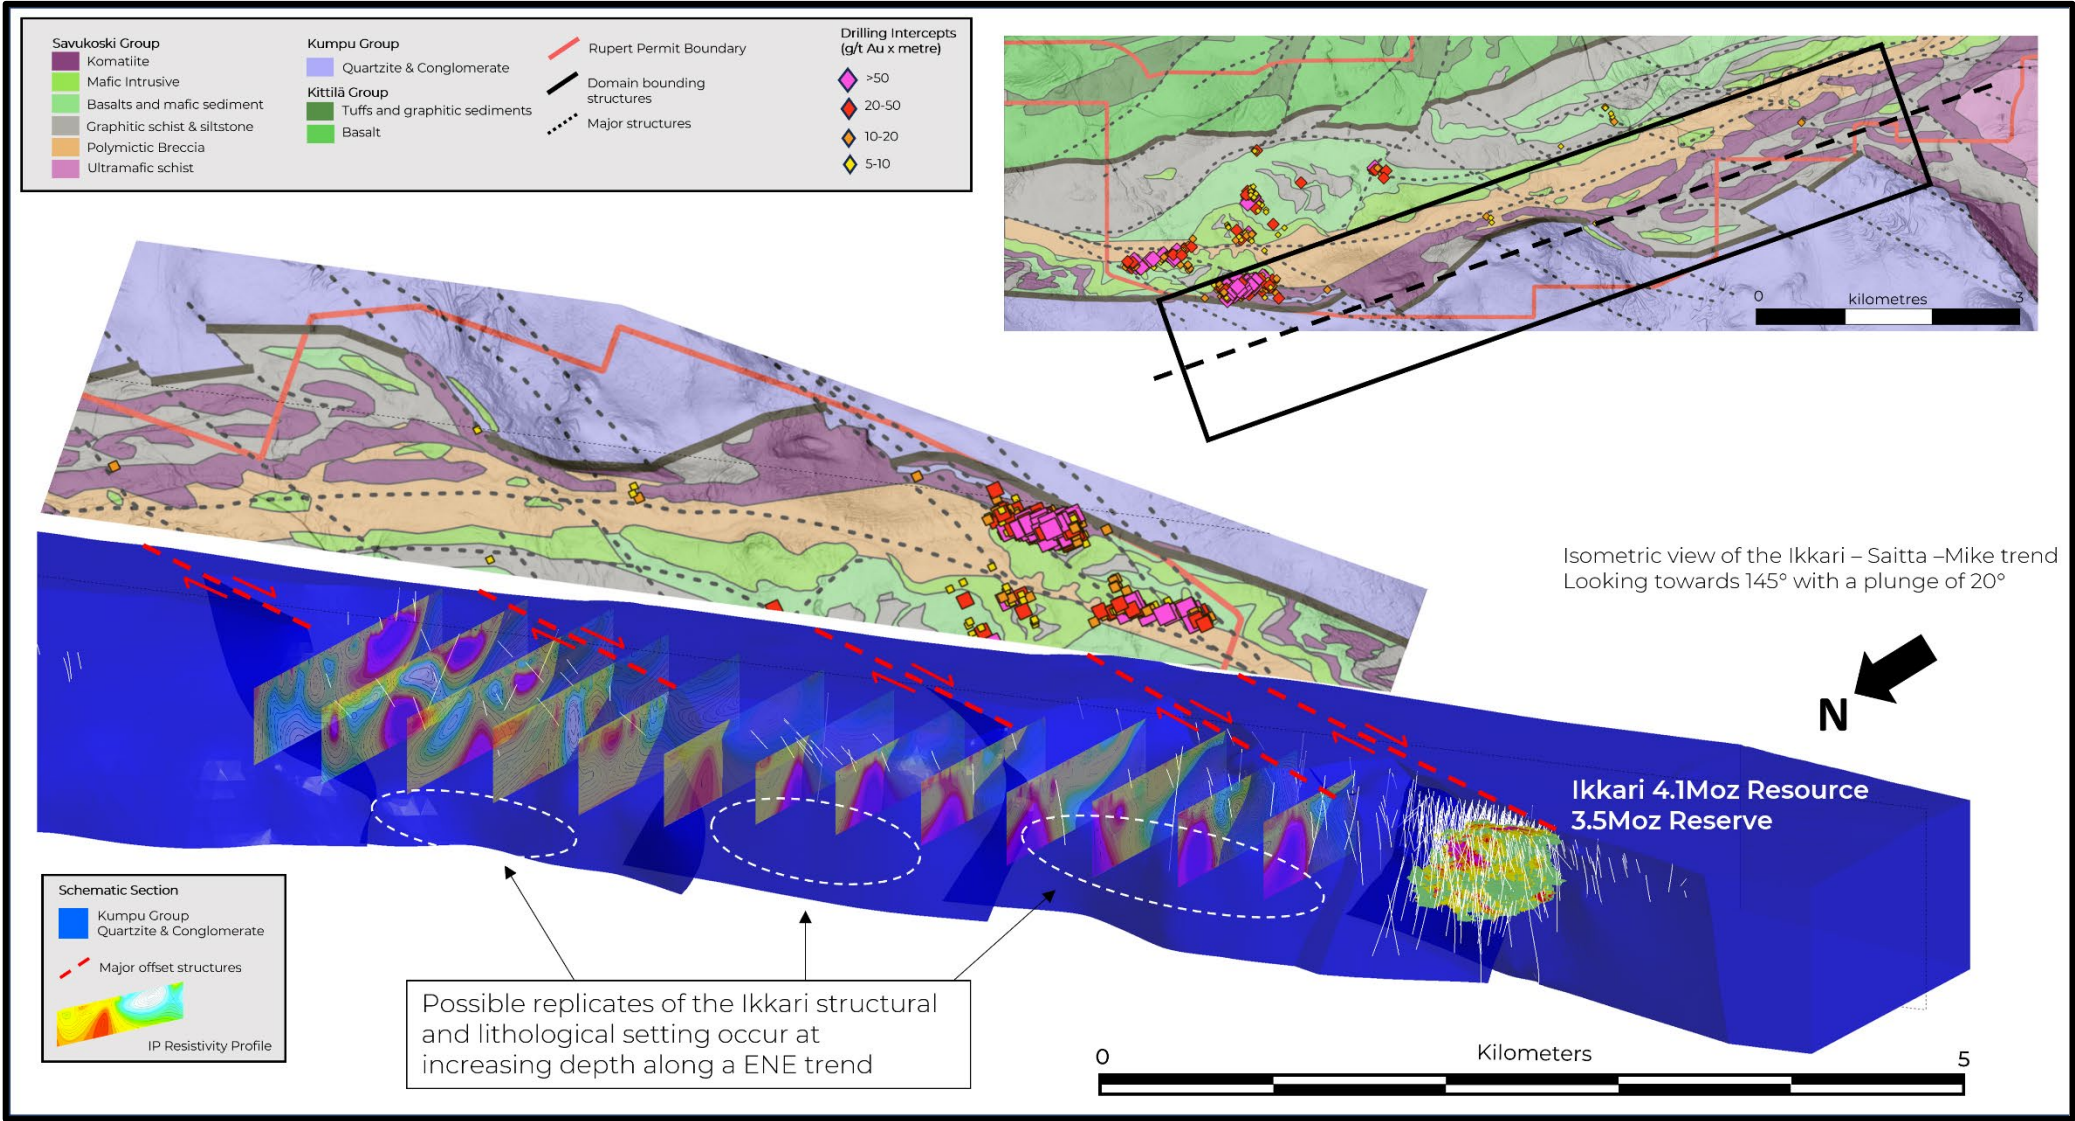 Savukoski Group
Komatiite
Mafic Intrusive
Basalts and mafic sediment
Graphitic schist & siltstone
Polymictic Breccia
Ultramafic schist
Kumpu Group
Quartzite & Conglomerate
Kittilä Group
Tuffs and graphitic sediments
Basalt
Rupert Permit Boundary
Domain bounding
structures
Major structures
Drilling Intercepts
(g/t Au x metre)
>50
20-50
10-20
5-10
0 kilometres 3
Isometric view of the Ikkari – Saitta –Mike trend
Looking towards 145° with a plunge of 20°
N
Ikkari 4.1Moz Resource
3.5Moz Reserve
Schematic Section
Kumpu Group
Quartzite & Conglomerate
Major offset structures
IP Resistivity Profile
Possible replicates of the Ikkari structural
and lithological setting occur at
increasing depth along a ENE trend
0 Kilometers 5